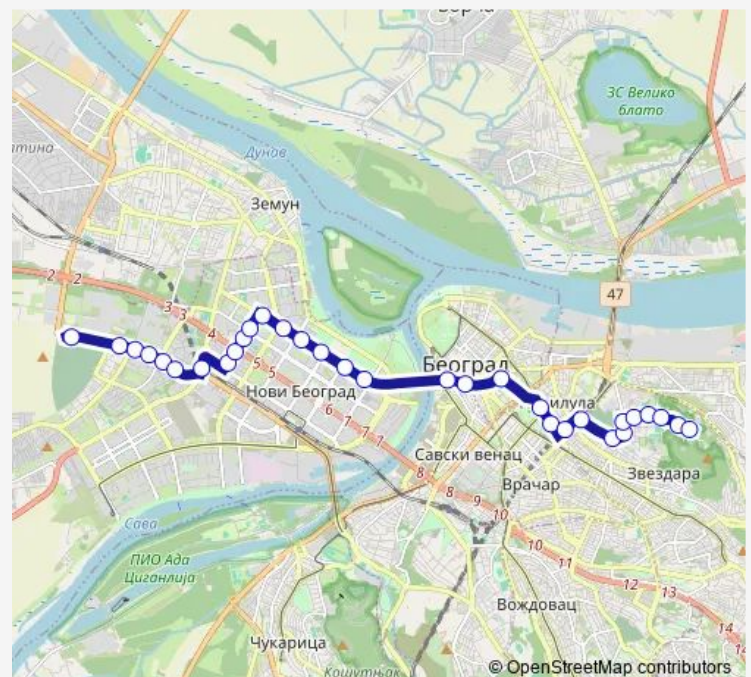 Дунав
ЗС Велико
блато
Земун
47
2 2
3 3
4
5 5
6
7 7 7
8
8
9
10
10
11
12
13
14
Београд
Нови Београд
Савски венац
Врачар
Звездара
Сава
ПИО Ада
Циганлија
Вождовац
Чукарица
Кошутњак
© OpenStreetMap contributors